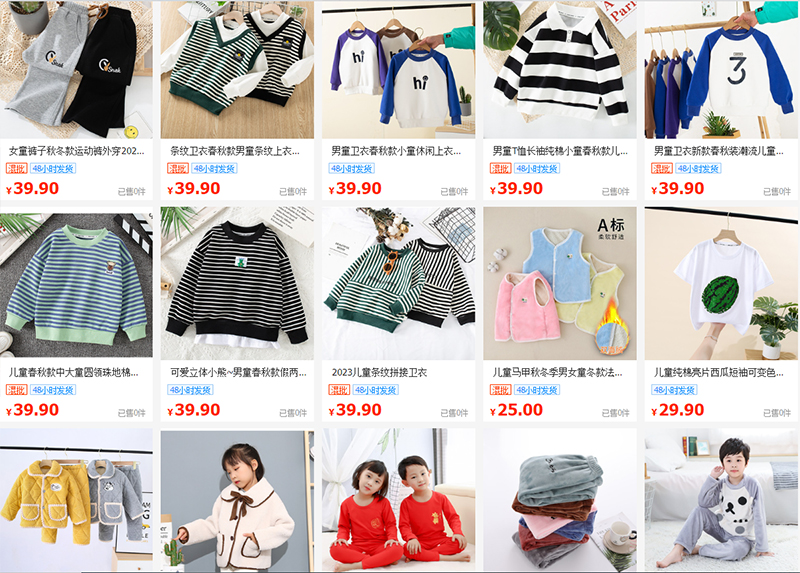 Parts
hi
hi
3
女童裤子秋冬款运动裤外穿202...
条纹卫衣春秋款男童条纹上衣...
男童卫衣春秋款小童休闲上衣...
男童T恤长袖纯棉小童春秋款儿...
男童卫衣新款春秋装潮流儿童...
混批 48小时发货
混批 48小时发货
48小时发货
混批 48小时发货
混批 48小时发货
¥39.90 已售0件
¥39.90 已售0件
¥39.90 已售0件
¥39.90 已售0件
¥39.90 已售0件
A标
柔软舒适
儿童春秋款中大童圆领珠地棉...
可爱立体小熊~男童春秋款假两...
2023儿童条纹拼接卫衣
儿童马甲秋冬季男女童冬款法...
儿童纯棉亮片西瓜短袖可变色...
混批 48小时发货
48小时发货
混批 48小时发货
混批 48小时发货
48小时发货
¥39.90 已售0件
¥39.90 已售0件
¥39.90 已售0件
¥25.00 已售0件
¥29.90 已售0件